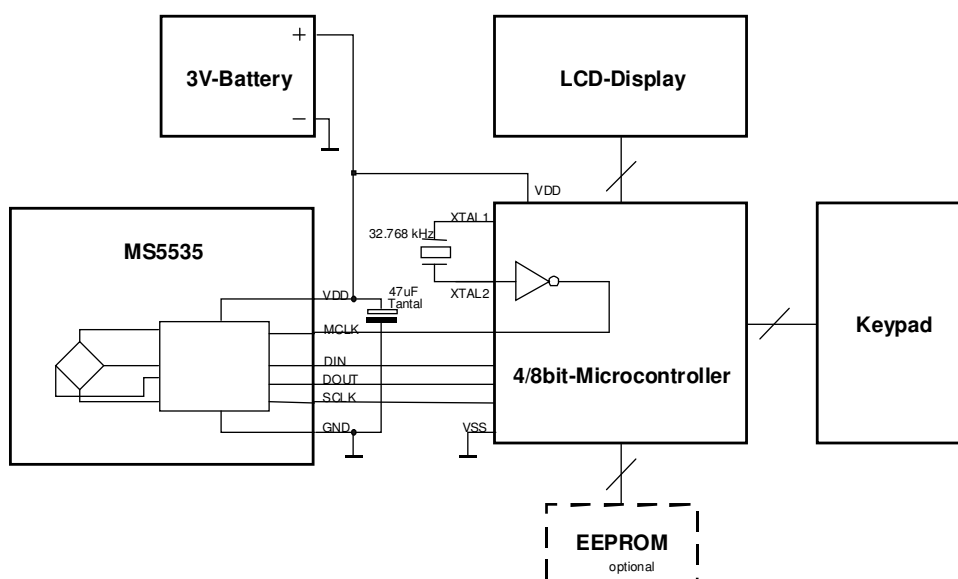 +
3V-Battery
−
LCD-Display
VDD
MS5535
XTAL1
32.768 kHz
XTAL2
47uF
Tantal
VDD
MCLK
DIN
DOUT
SCLK
GND
VSS
4/8bit-Microcontroller
Keypad
EEPROM
optional